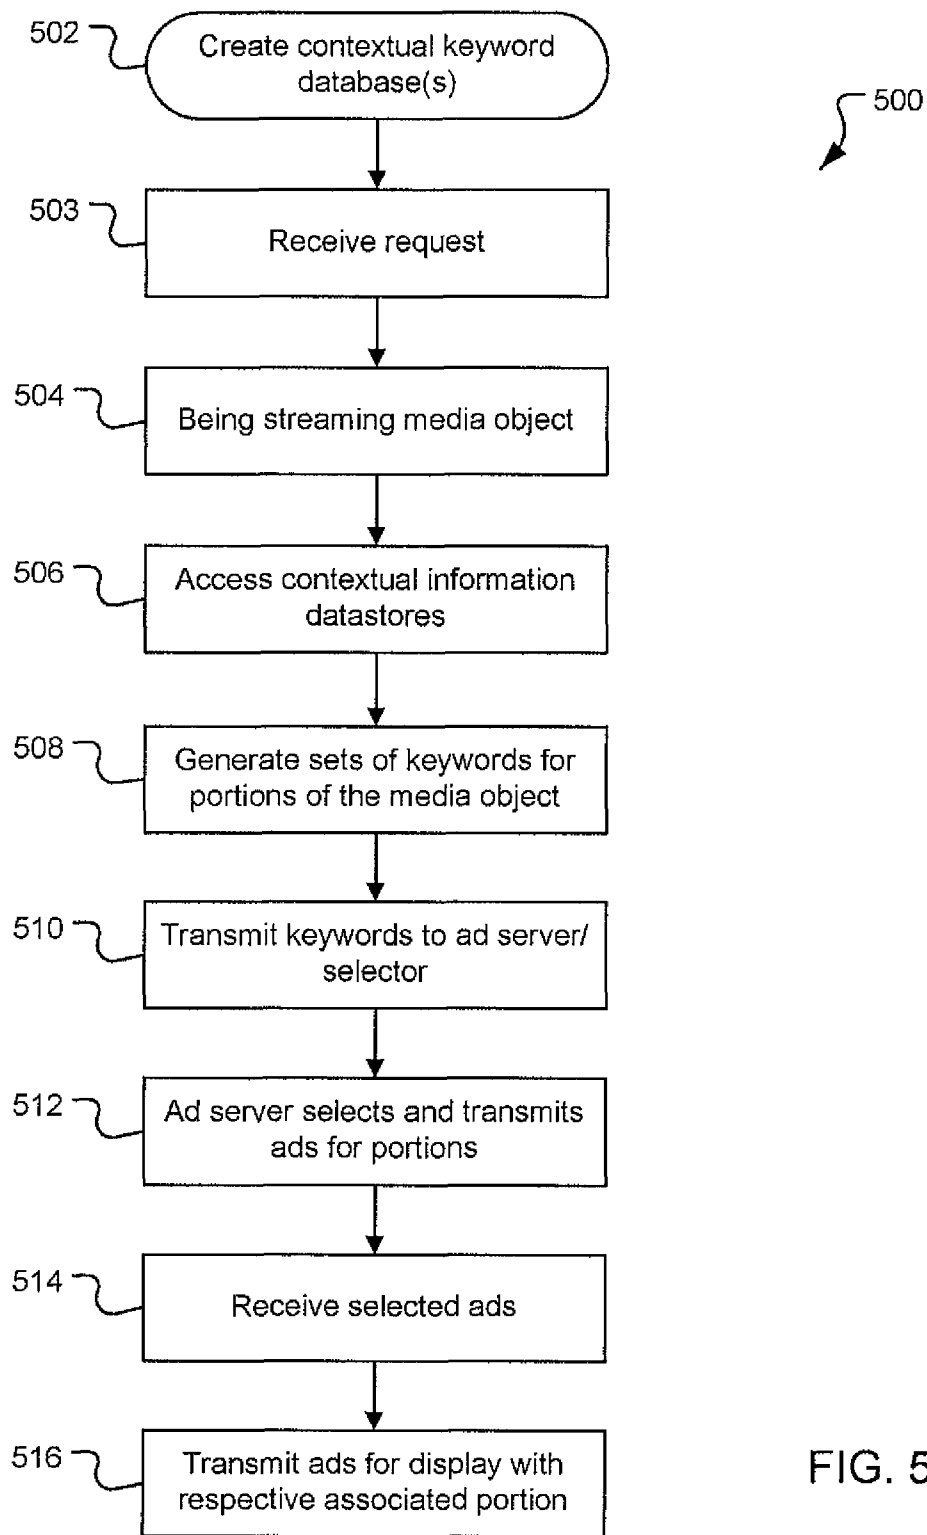 502
Create contextual keyword
database(s)
500
503
Receive request
504
Being streaming media object
506
Access contextual information
datastores
508
Generate sets of keywords for
portions of the media object
510
Transmit keywords to ad server/
selector
512
Ad server selects and transmits
ads for portions
514
Receive selected ads
516
Transmit ads for display with
respective associated portion
FIG. 5